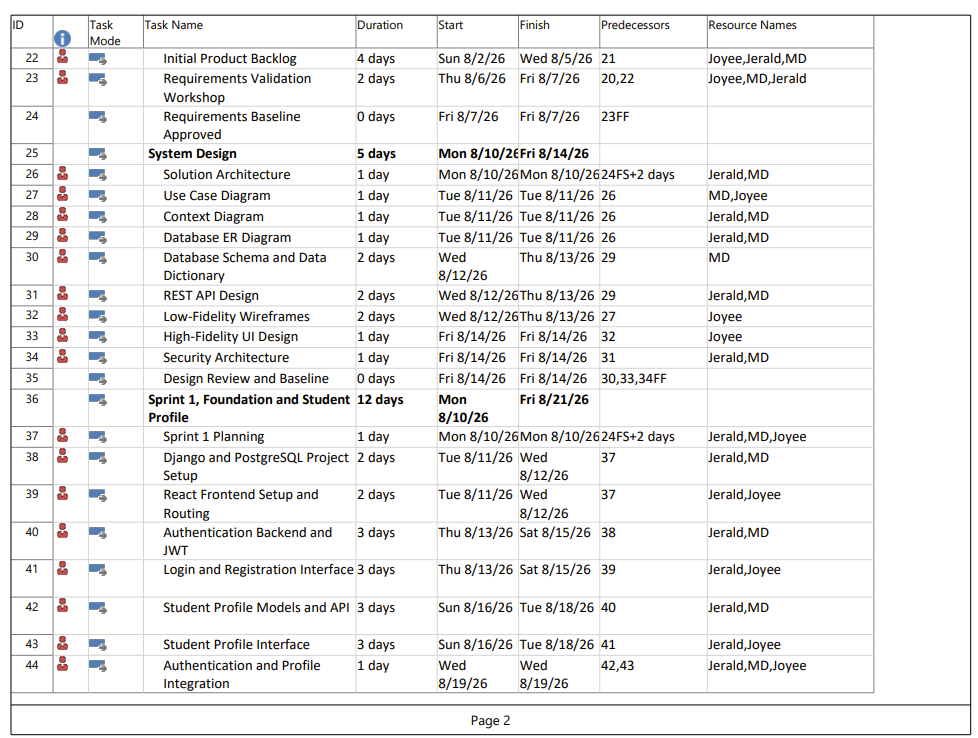 ID Task Mode Task Name Duration Start Finish Predecessors Resource Names
22 Initial Product Backlog 4 days Sun 8/2/26 Wed 8/5/26 21 Joyee,Jerald,MD
23 Requirements Validation Workshop 2 days Thu 8/6/26 Fri 8/7/26 20,22 Joyee,MD,Jerald
24 Requirements Baseline Approved 0 days Fri 8/7/26 Fri 8/7/26 23FF
25 System Design 5 days Mon 8/10/26 Fri 8/14/26
26 Solution Architecture 1 day Mon 8/10/26 Mon 8/10/26 24FS+2 days Jerald,MD
27 Use Case Diagram 1 day Tue 8/11/26 Tue 8/11/26 26 MD,Joyee
28 Context Diagram 1 day Tue 8/11/26 Tue 8/11/26 26 Jerald,MD
29 Database ER Diagram 1 day Tue 8/11/26 Tue 8/11/26 26 Jerald,MD
30 Database Schema and Data Dictionary 2 days Wed 8/12/26 Thu 8/13/26 29 MD
31 REST API Design 2 days Wed 8/12/26 Thu 8/13/26 29 Jerald,MD
32 Low-Fidelity Wireframes 2 days Wed 8/12/26 Thu 8/13/26 27 Joyee
33 High-Fidelity UI Design 1 day Fri 8/14/26 Fri 8/14/26 32 Joyee
34 Security Architecture 1 day Fri 8/14/26 Fri 8/14/26 31 Jerald,MD
35 Design Review and Baseline 0 days Fri 8/14/26 Fri 8/14/26 30,33,34FF
36 Sprint 1, Foundation and Student Profile 12 days Mon 8/10/26 Fri 8/21/26
37 Sprint 1 Planning 1 day Mon 8/10/26 Mon 8/10/26 24FS+2 days Jerald,MD,Joyee
38 Django and PostgreSQL Project Setup 2 days Tue 8/11/26 Wed 8/12/26 37 Jerald,MD
39 React Frontend Setup and Routing 2 days Tue 8/11/26 Wed 8/12/26 37 Jerald,Joyee
40 Authentication Backend and JWT 3 days Thu 8/13/26 Sat 8/15/26 38 Jerald,MD
41 Login and Registration Interface 3 days Thu 8/13/26 Sat 8/15/26 39 Jerald,Joyee
42 Student Profile Models and API 3 days Sun 8/16/26 Tue 8/18/26 40 Jerald,MD
43 Student Profile Interface 3 days Sun 8/16/26 Tue 8/18/26 41 Jerald,Joyee
44 Authentication and Profile Integration 1 day Wed 8/19/26 Wed 8/19/26 42,43 Jerald,MD,Joyee
Page 2